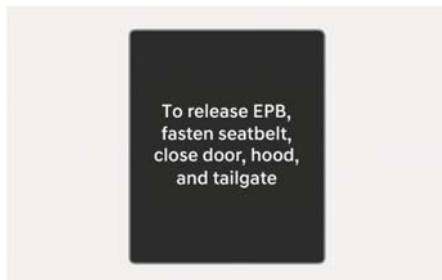 To release EPB,
fasten seatbelt,
close door, hood,
and tailgate